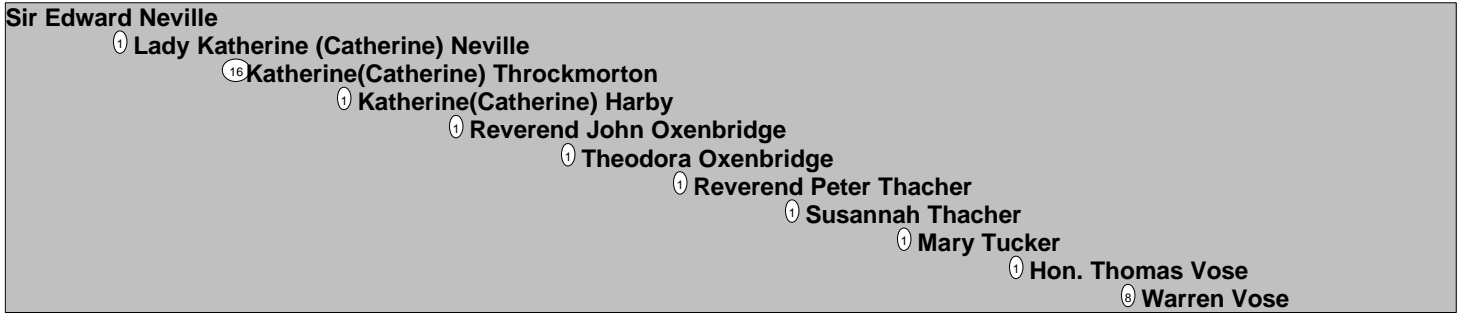 Sir Edward Neville
1 Lady Katherine (Catherine) Neville
16 Katherine(Catherine) Throckmorton
1 Katherine(Catherine) Harby
1 Reverend John Oxenbridge
1 Theodora Oxenbridge
1 Reverend Peter Thacher
1 Susannah Thacher
1 Mary Tucker
1 Hon. Thomas Vose
8 Warren Vose